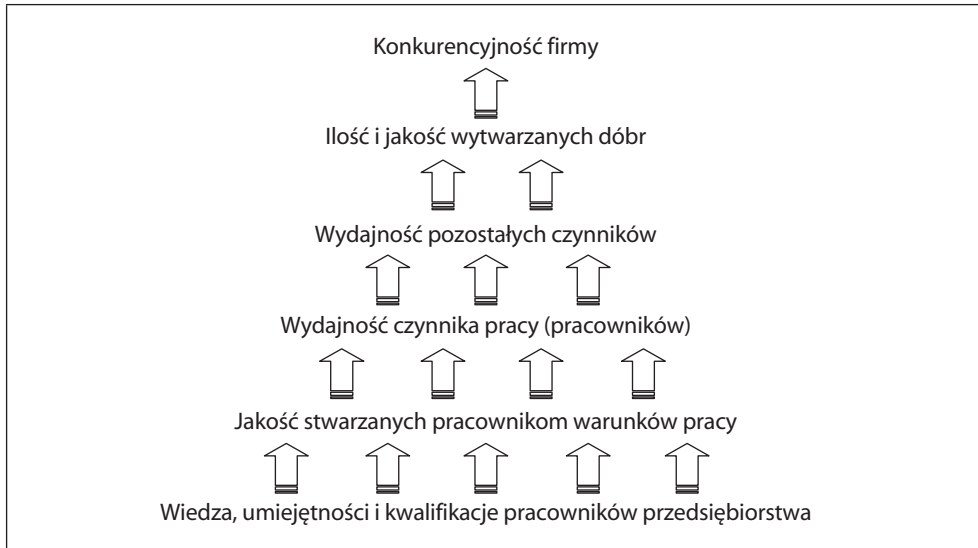 Konkurencyjność firmy
Ilość i jakość wytwarzanych dóbr
Wydajność pozostałych czynników
Wydajność czynnika pracy (pracowników)
Jakość stwarzanych pracownikom warunków pracy
Wiedza, umiejętności i kwalifikacje pracowników przedsiębiorstwa